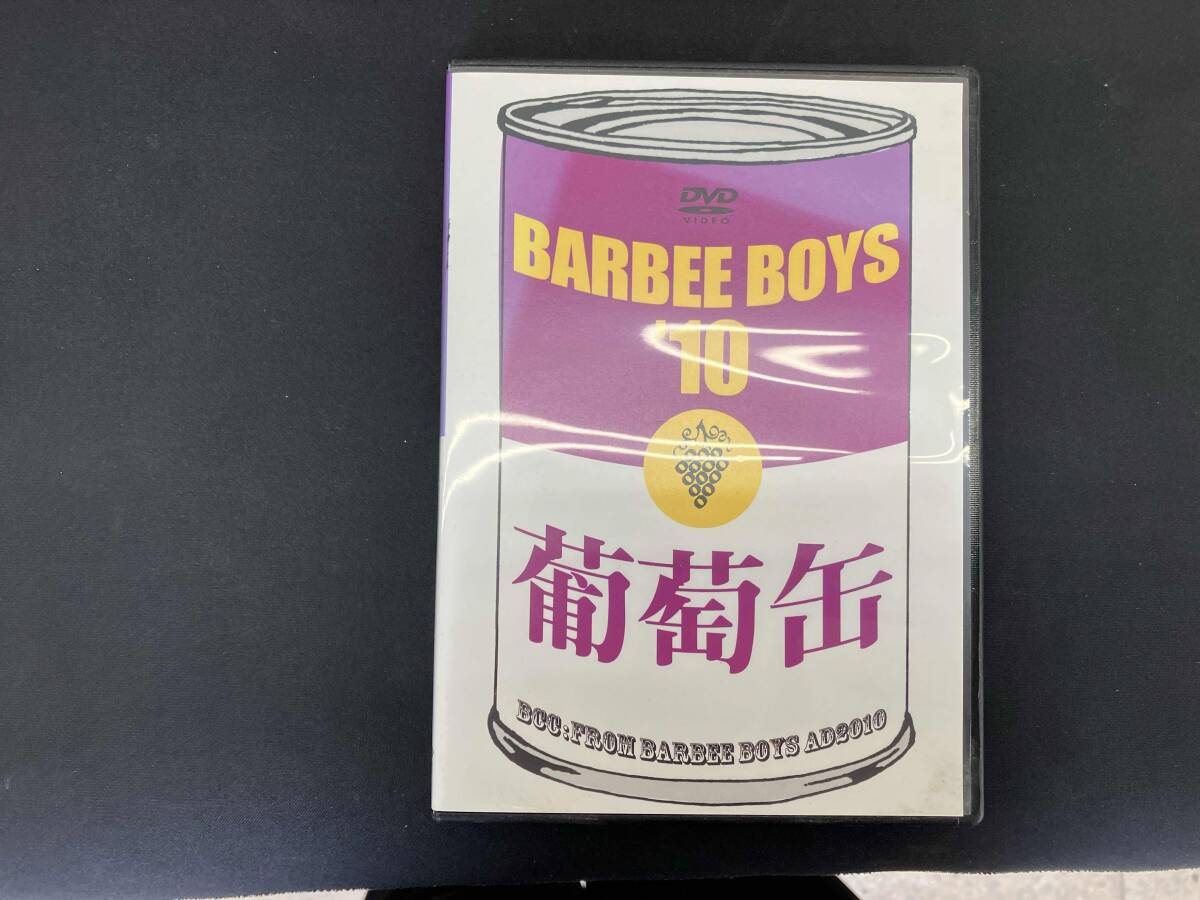 DVD
VIDEO
BARBEE BOYS
'10
葡萄缶
BCC:FROM BARBEE BOYS AD2010